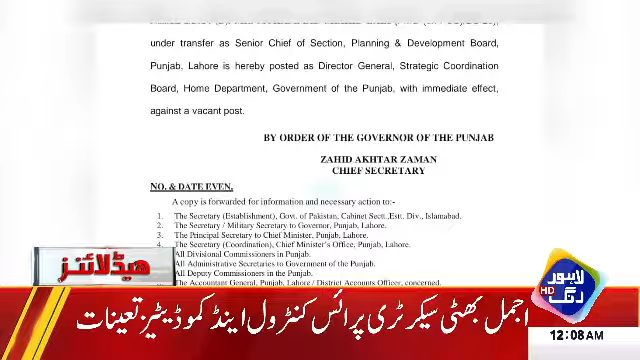 under transfer as Senior Chief of Section, Planning & Development Board,
Punjab, Lahore is hereby posted as Director General, Strategic Coordination
Board, Home Department, Government of the Punjab, with immediate effect,
against a vacant post.
BY ORDER OF THE GOVERNOR OF THE PUNJAB
ZAHID AKHTAR ZAMAN
CHIEF SECRETARY
NO. & DATE EVEN.
A copy is forwarded for information and necessary action to:-
1. The Secretary (Establishment), Govt. of Pakistan, Cabinet Sectt.,Estt. Div., Islamabad.
2. The Secretary / Military Secretary to Governor, Punjab, Lahore.
3. The Principal Secretary to Chief Minister, Punjab, Lahore.
4. The Secretary (Coordination), Chief Minister's Office, Punjab, Lahore.
All Divisional Commissioners in Punjab.
All Administrative Secretaries to Government of the Punjab.
All Deputy Commissioners in the Punjab.
The Accountant General, Punjab, Lahore / District Accounts Officer, concerned.
ہیڈلائنز
لاہور
رنگ
HD
اجمل بھٹی سیکرٹری پرائس کنٹرول اینڈ کموڈیٹیز تعینات
12:08AM